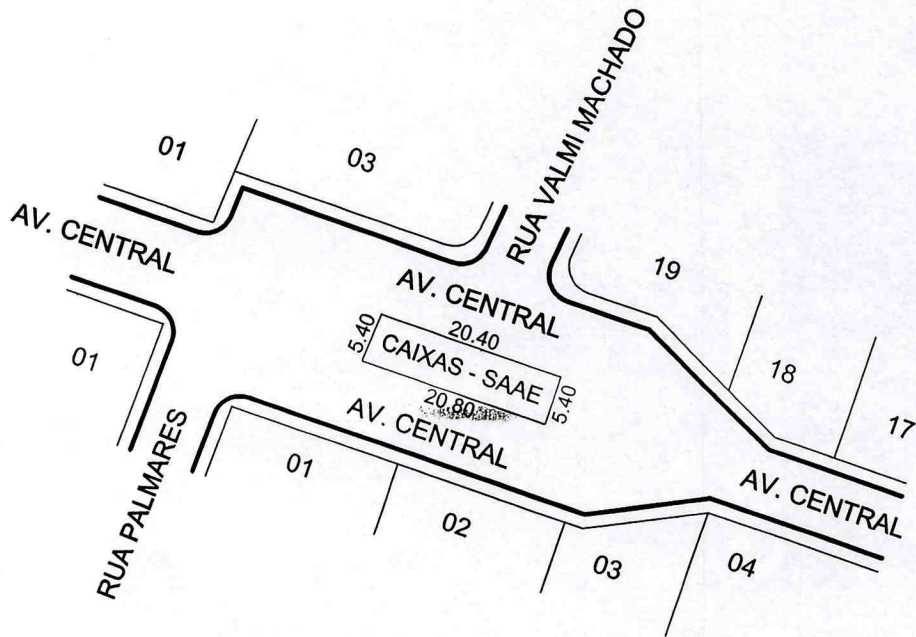 RUA VALMI MACHADO
01
03
AV. CENTRAL
19
AV. CENTRAL
20.40
5.40
CAIXAS - SAAE
5.40
20.80
01
18
17
AV. CENTRAL
RUA PALMARES
01
02
AV. CENTRAL
03
04